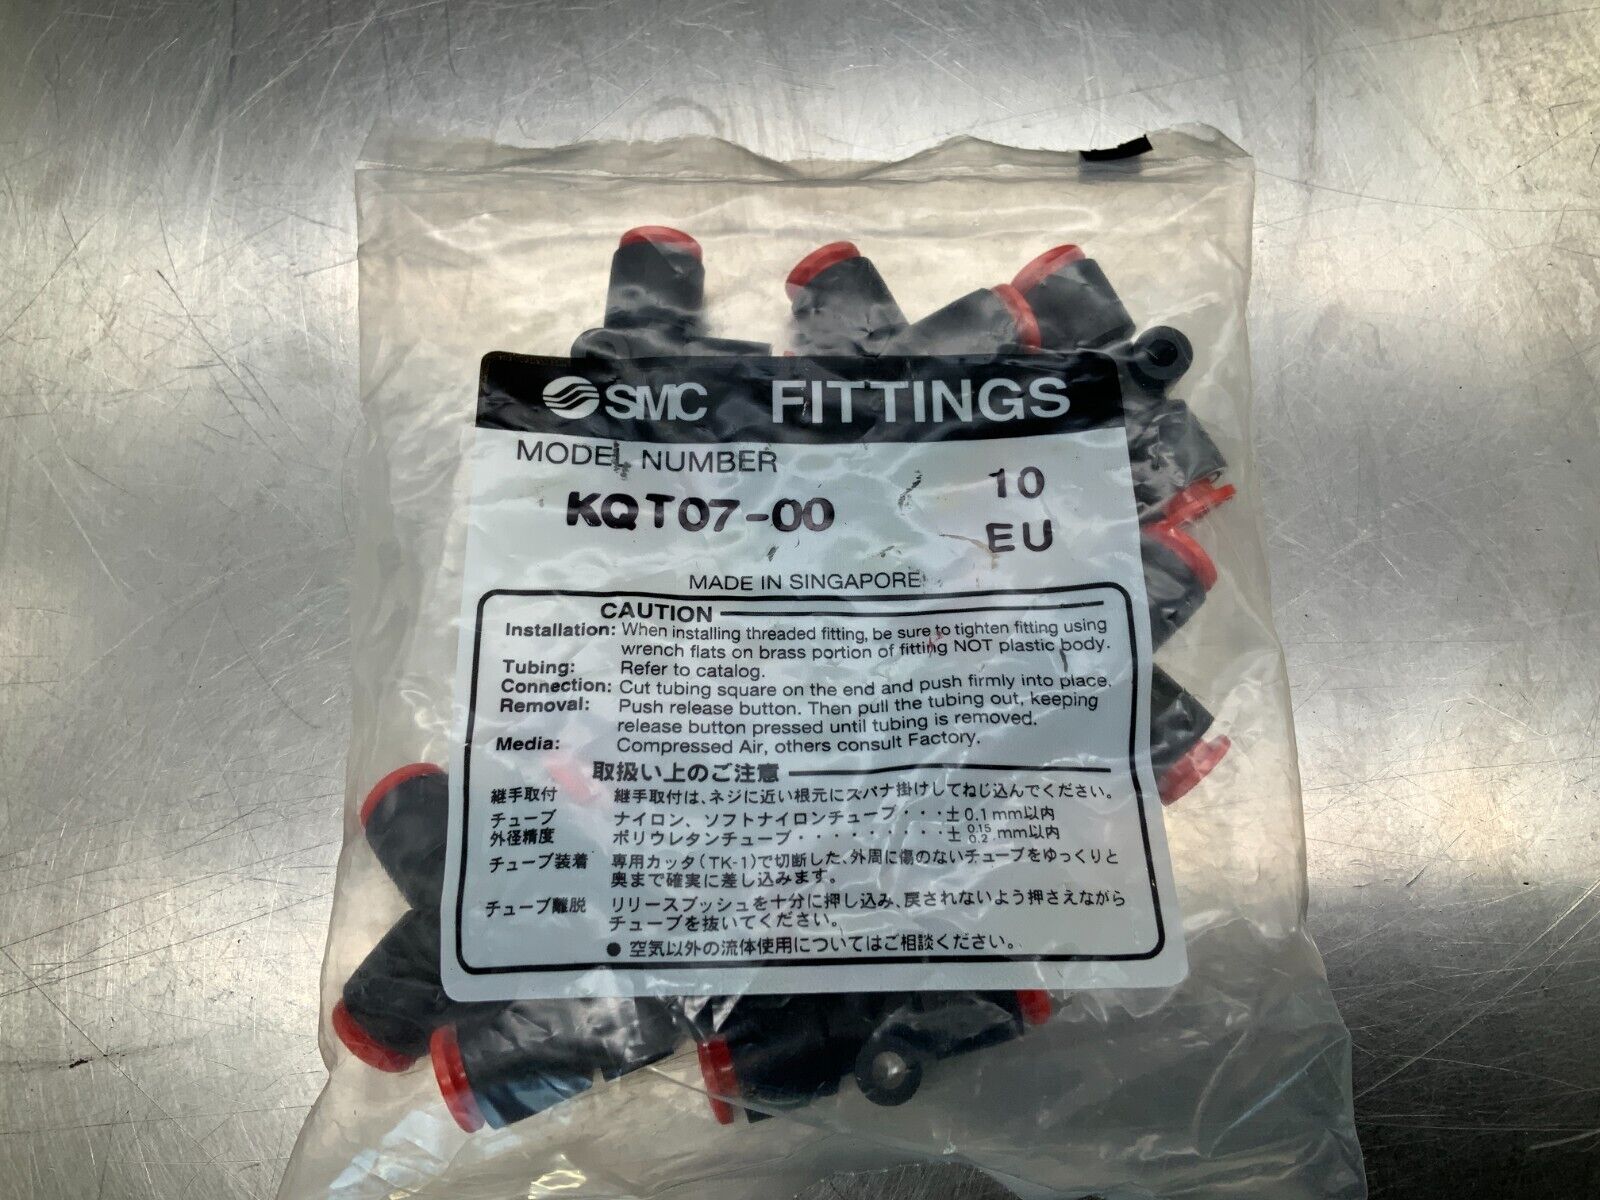 SMC FITTINGS
MODEL NUMBER
KQT07-00
10
EU
MADE IN SINGAPORE
CAUTION
Installation: When installing threaded fitting, be sure to tighten fitting using
wrench flats on brass portion of fitting NOT plastic body.
Tubing: Refer to catalog.
Connection: Cut tubing square on the end and push firmly into place.
Removal: Push release button. Then pull the tubing out, keeping
release button pressed until tubing is removed.
Media: Compressed Air, others consult Factory.
取扱い上のご注意
継手取付 継手取付は、ネジに近い根元にスパナ掛けしてねじ込んでください。
チューブ ナイロン、ソフトナイロンチューブ・・・± 0.1mm以内
外径精度 ポリウレタンチューブ・・・・・・・・・± 0.15 0.2 mm以内
チューブ装着 専用カッタ(TK-1)で切断した、外周に傷のないチューブをゆっくりと
奥まで確実に差し込みます。
チューブ離脱 リリースブッシュを十分に押し込み、戻されないよう押さえながら
チューブを抜いてください。
● 空気以外の流体使用についてはご相談ください。